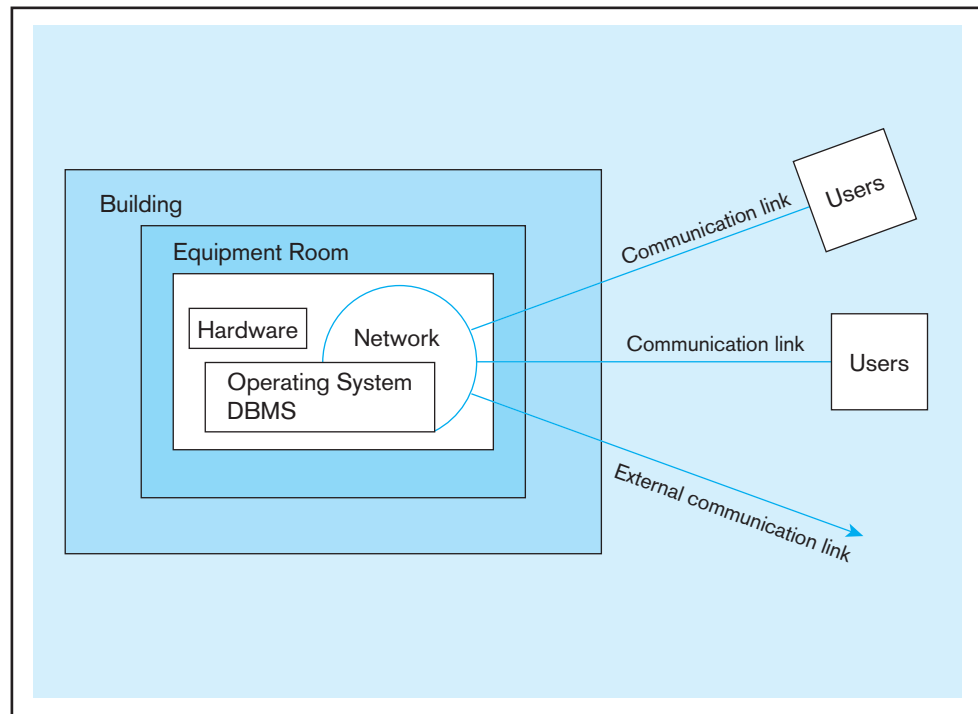 Building
Equipment Room
Hardware
Network
Operating System
DBMS
Communication link
Users
Communication link
Users
External communication link